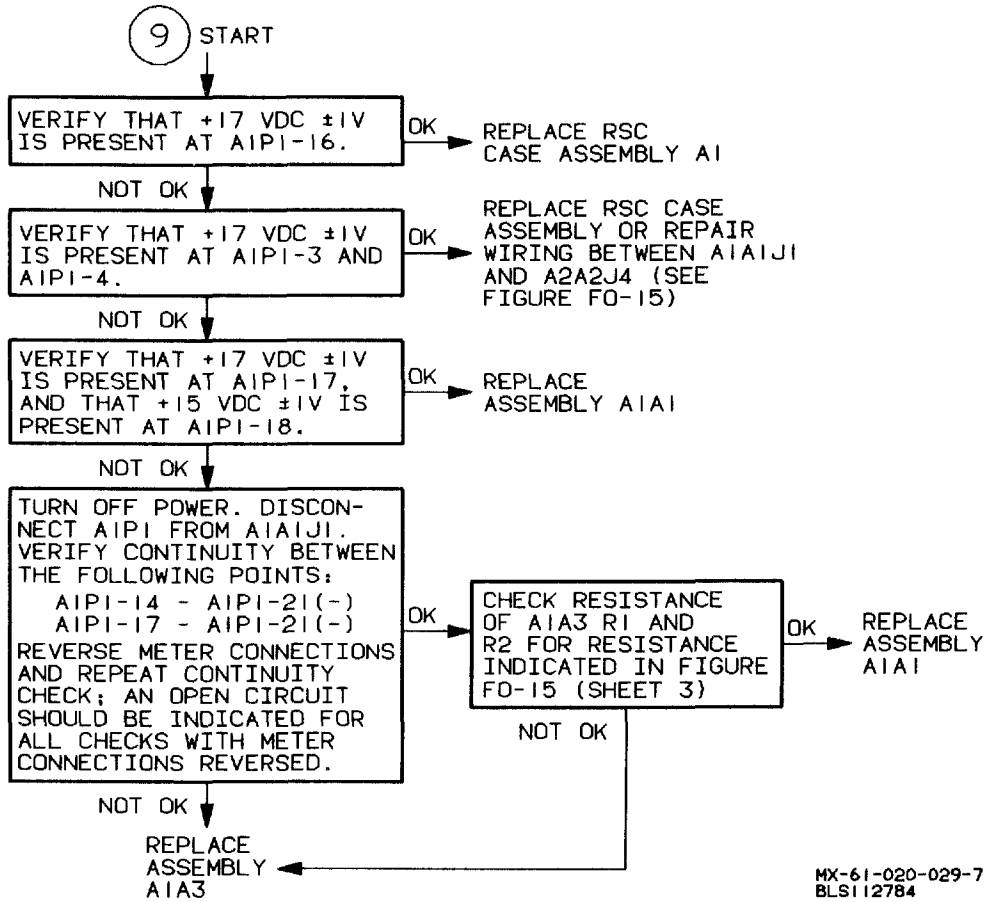 9 START
VERIFY THAT +17 VDC ±1V
IS PRESENT AT A1P1-16.
OK
REPLACE RSC
CASE ASSEMBLY A1
NOT OK
VERIFY THAT +17 VDC ±1V
IS PRESENT AT A1P1-3 AND
A1P1-4.
OK
REPLACE RSC CASE
ASSEMBLY OR REPAIR
WIRING BETWEEN A1A1J1
AND A2A2J4 (SEE
FIGURE FO-15)
NOT OK
VERIFY THAT +17 VDC ±1V
IS PRESENT AT A1P1-17,
AND THAT +15 VDC ±1V IS
PRESENT AT A1P1-18.
OK
REPLACE
ASSEMBLY A1A1
NOT OK
TURN OFF POWER. DISCON-
NECT A1P1 FROM A1A1J1.
VERIFY CONTINUITY BETWEEN
THE FOLLOWING POINTS:
A1P1-14 - A1P1-21(-)
A1P1-17 - A1P1-21(-)
REVERSE METER CONNECTIONS
AND REPEAT CONTINUITY
CHECK; AN OPEN CIRCUIT
SHOULD BE INDICATED FOR
ALL CHECKS WITH METER
CONNECTIONS REVERSED.
OK
CHECK RESISTANCE
OF A1A3 R1 AND
R2 FOR RESISTANCE
INDICATED IN FIGURE
FO-15 (SHEET 3)
OK
REPLACE
ASSEMBLY
A1A1
NOT OK
NOT OK
REPLACE
ASSEMBLY
A1A3
MX-61-020-029-7
BLS112784